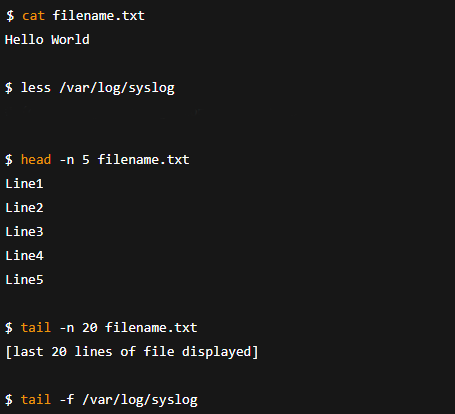 $ cat filename.txt
Hello World
$ less /var/log/syslog
$ head -n 5 filename.txt
Line1
Line2
Line3
Line4
Line5
$ tail -n 20 filename.txt
[last 20 lines of file displayed]
$ tail -f /var/log/syslog